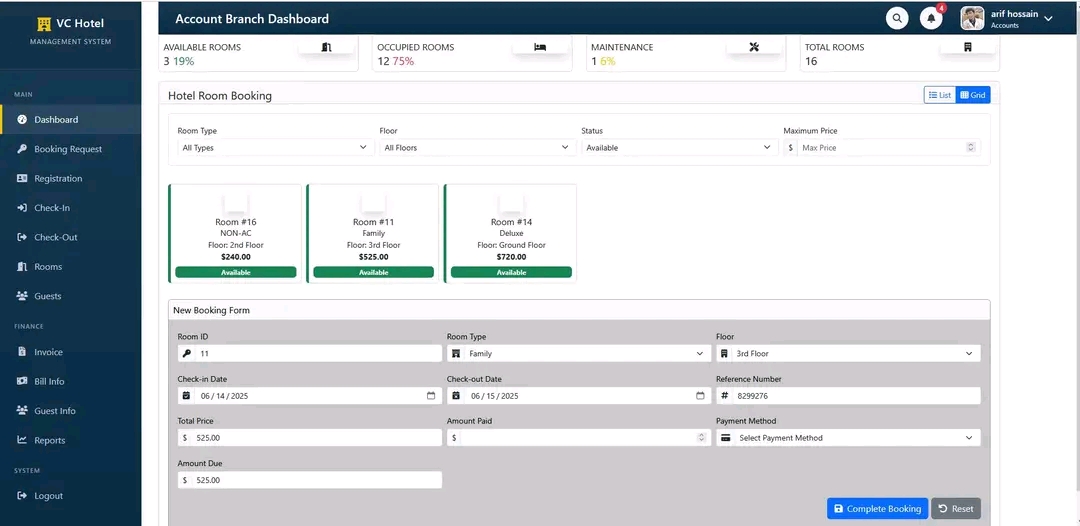 VC Hotel
MANAGEMENT SYSTEM
MAIN
Dashboard
Booking Request
Registration
Check-In
Check-Out
Rooms
Guests
FINANCE
Invoice
Bill Info
Guest Info
Reports
SYSTEM
Logout
Account Branch Dashboard
4
arif hossain
Accounts
AVAILABLE ROOMS
3 19%
OCCUPIED ROOMS
12 75%
MAINTENANCE
1 6%
TOTAL ROOMS
16
Hotel Room Booking
List Grid
Room Type Floor Status Maximum Price
All Types All Floors Available $ Max Price
Room #16
NON-AC
Floor: 2nd Floor
$240.00
Available
Room #11
Family
Floor: 3rd Floor
$525.00
Available
Room #14
Deluxe
Floor: Ground Floor
$720.00
Available
New Booking Form
Room ID Room Type Floor
11 Family 3rd Floor
Check-in Date Check-out Date Reference Number
06/14/2025 06/15/2025 # 8299276
Total Price Amount Paid Payment Method
$ 525.00 $ Select Payment Method
Amount Due
$ 525.00
Complete Booking Reset